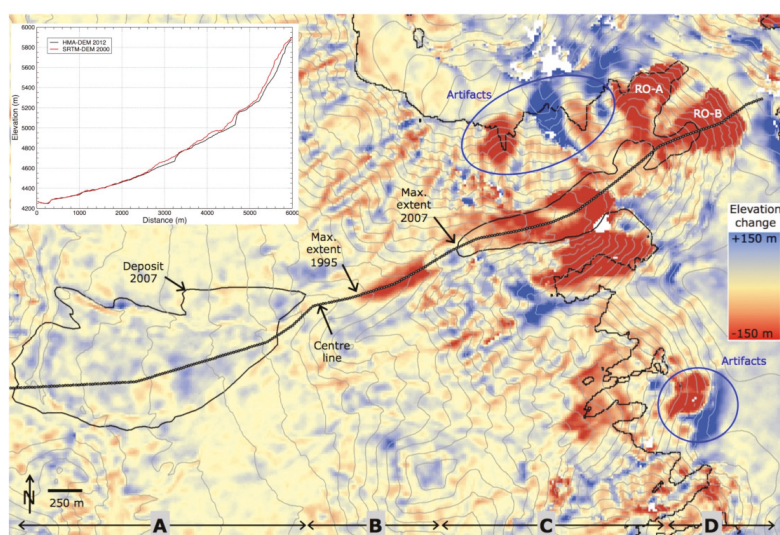 6000
5800
5600
5400
5200
5000
4800
4600
4400
4200
Elevation (m)
HMA-DEM 2012
SRTM-DEM 2000
0 1000 2000 3000 4000 5000 6000
Distance (m)
Artifacts
RO-A
RO-B
Max.
extent
2007
Elevation
change
+150 m
-150 m
Max.
extent
1995
Deposit
2007
Centre
line
Artifacts
N
250 m
A B C D